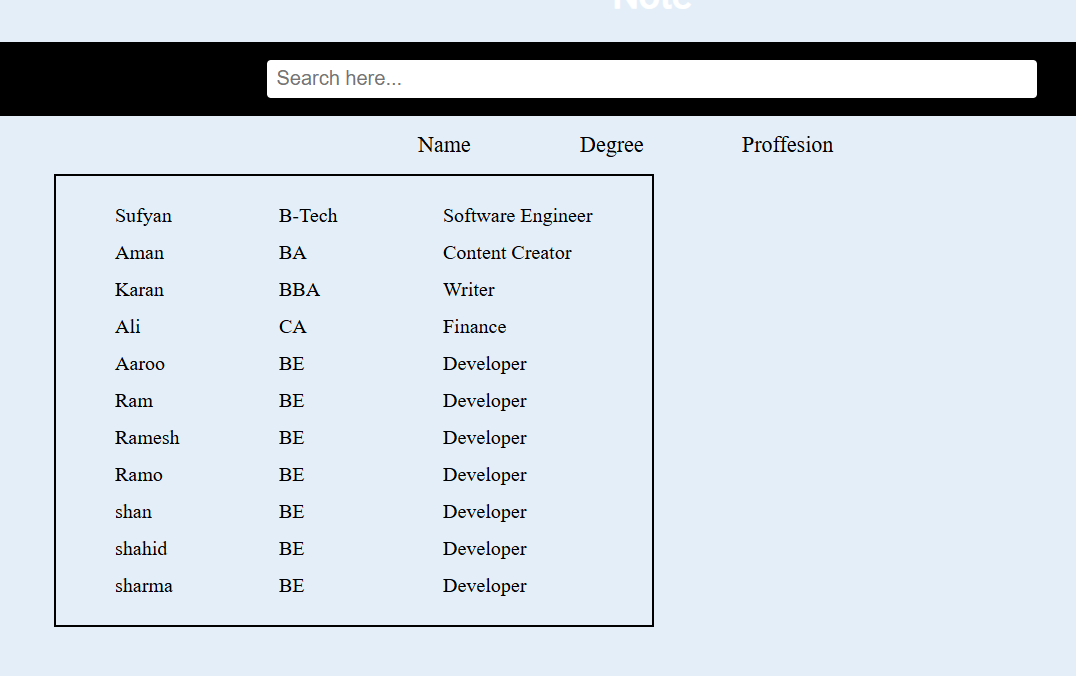 Note
Search here...
Name Degree Proffesion
Sufyan B-Tech Software Engineer
Aman BA Content Creator
Karan BBA Writer
Ali CA Finance
Aaroo BE Developer
Ram BE Developer
Ramesh BE Developer
Ramo BE Developer
shan BE Developer
shahid BE Developer
sharma BE Developer